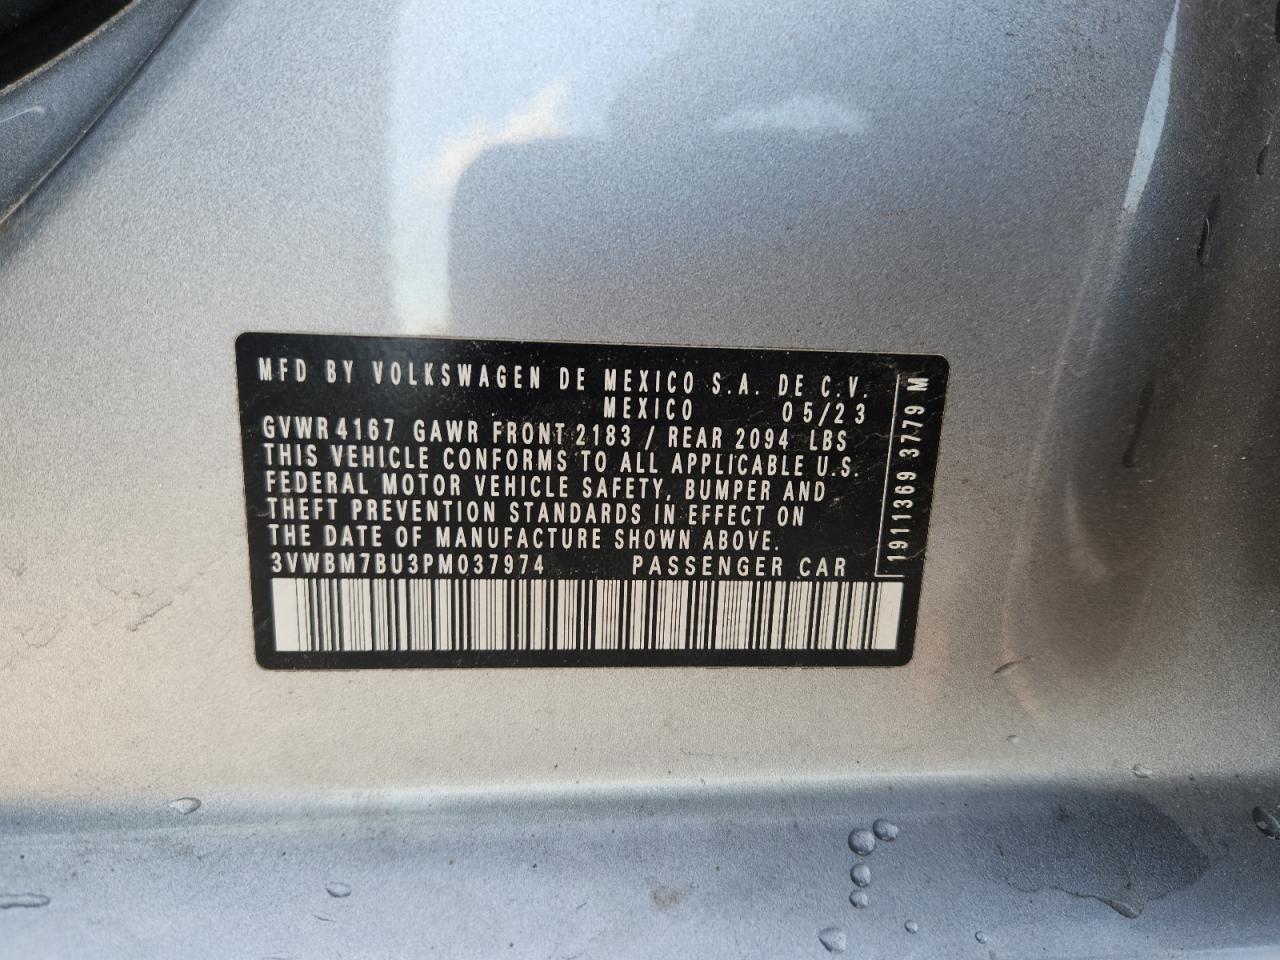 MFD BY VOLKSWAGEN DE MEXICO S.A. DE C.V.
MEXICO 05/23
GVWR 4167 GAWR FRONT 2183 / REAR 2094 LBS
THIS VEHICLE CONFORMS TO ALL APPLICABLE U.S.
FEDERAL MOTOR VEHICLE SAFETY, BUMPER AND
THEFT PREVENTION STANDARDS IN EFFECT ON
THE DATE OF MANUFACTURE SHOWN ABOVE.
3VWBM7BU3PM037974 PASSENGER CAR
1911369 3779 M